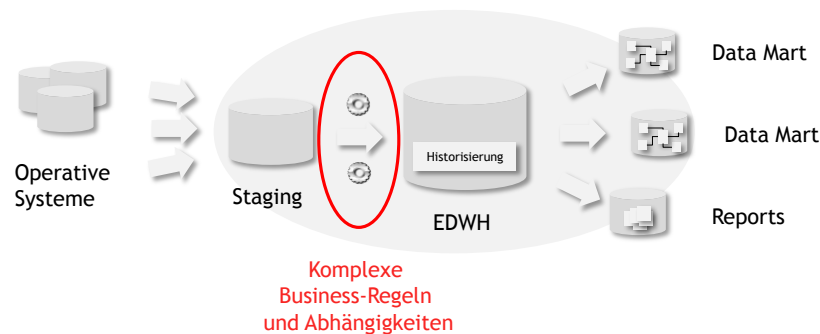 Operative
Systeme
Staging
Historisierung
EDWH
Data Mart
Data Mart
Reports
Komplexe
Business-Regeln
und Abhängigkeiten